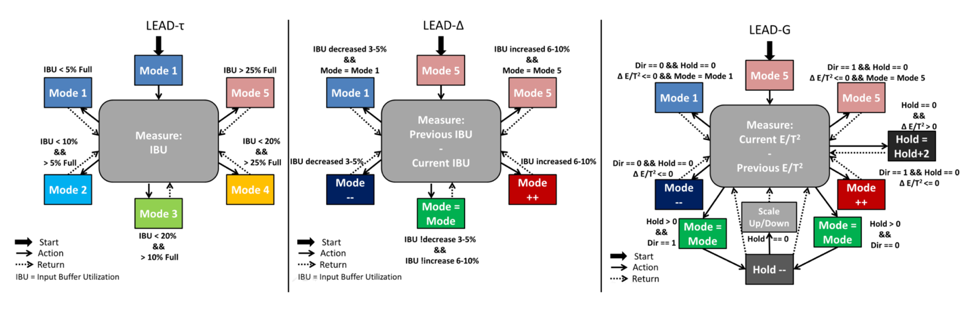 LEAD-τ
Mode 1
IBU < 5% Full
Mode 1
IBU > 25% Full
Mode 5
Measure:
IBU
IBU < 10%
&&
> 5% Full
Mode 2
IBU < 20%
&&
> 25% Full
Mode 4
Mode 3
IBU < 20%
&&
> 10% Full
Start
Action
Return
IBU = Input Buffer Utilization
LEAD-Δ
Mode 5
IBU decreased 3-5%
&&
Mode = Mode 1
Mode 1
IBU increased 6-10%
&&
Mode = Mode 5
Mode 5
Measure:
Previous IBU
-
Current IBU
IBU decreased 3-5%
Mode
--
IBU increased 6-10%
Mode
++
Mode =
Mode
IBU !decrease 3-5%
&&
IBU !increase 6-10%
Start
Action
Return
IBU = Input Buffer Utilization
LEAD-G
Mode 5
Dir == 0 && Hold == 0
Δ E/T² <= 0 && Mode = Mode 1
Mode 1
Dir == 1 && Hold == 0
Δ E/T² <= 0 && Mode = Mode 5
Mode 5
Measure:
Current E/T²
-
Previous E/T²
Hold == 0
&&
Δ E/T² > 0
Hold =
Hold+2
Dir == 0 && Hold == 0
Δ E/T² <= 0
Mode
--
Dir == 1 && Hold == 0
Δ E/T² <= 0
Mode
++
Hold > 0
&&
Dir == 1
Mode =
Mode
Scale
Up/Down
Mode =
Mode
Hold > 0
&&
Dir == 0
Hold == 0
Hold --
Start
Action
Return